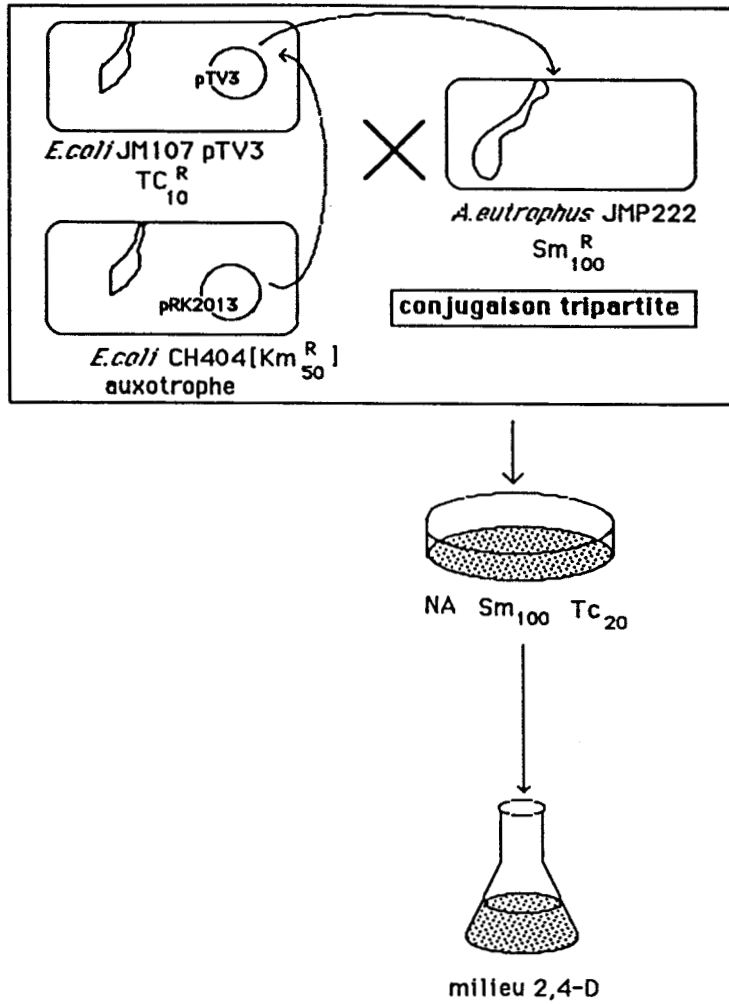 pTV3
E.coli JM107 pTV3
TC R 10
pRK2013
E.coli CH404[Km R 50]
auxotrophe
A.eutrophus JMP222
Sm R 100
conjugaison tripartite
NA Sm100 Tc20
milieu 2,4-D